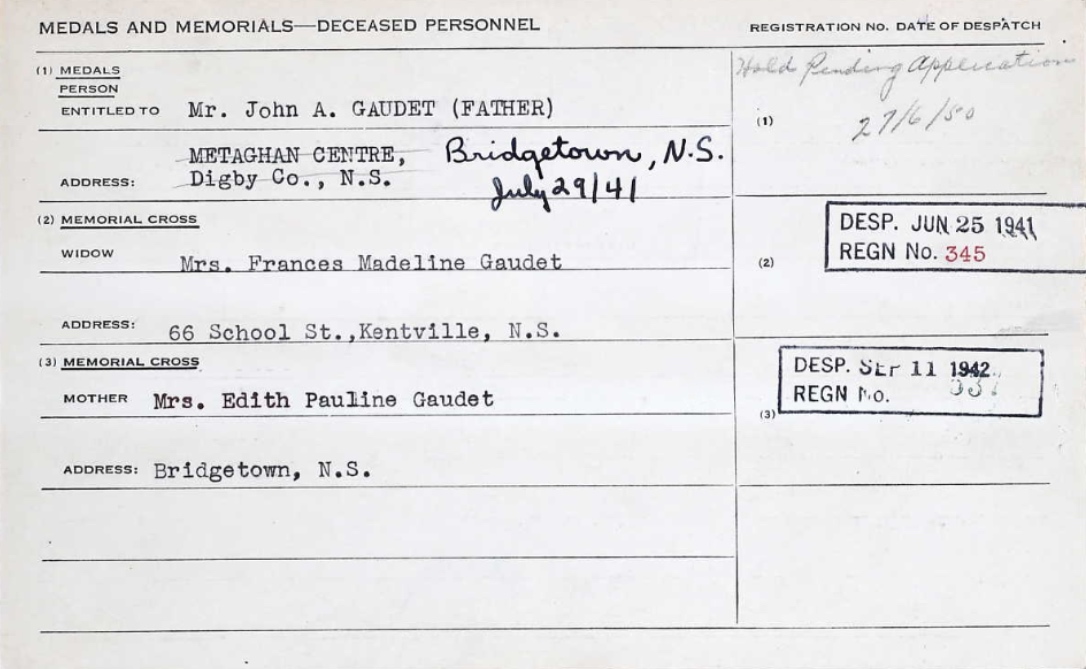 MEDALS AND MEMORIALS—DECEASED PERSONNEL
REGISTRATION NO. DATE OF DESPATCH
(1) MEDALS
PERSON
ENTITLED TO Mr. John A. GAUDET (FATHER)
Hold Pending Application
(1) 27/6/50
METAGHAN CENTRE, Bridgetown, N.S.
ADDRESS: Digby Co., N.S. July 29/41
(2) MEMORIAL CROSS
WIDOW Mrs. Frances Madeline Gaudet
DESP. JUN 25 1941
(2) REGN No. 345
ADDRESS: 66 School St.,Kentville, N.S.
(3) MEMORIAL CROSS
MOTHER Mrs. Edith Pauline Gaudet
DESP. SEP 11 1942
REGN No.
(3)
ADDRESS: Bridgetown, N.S.